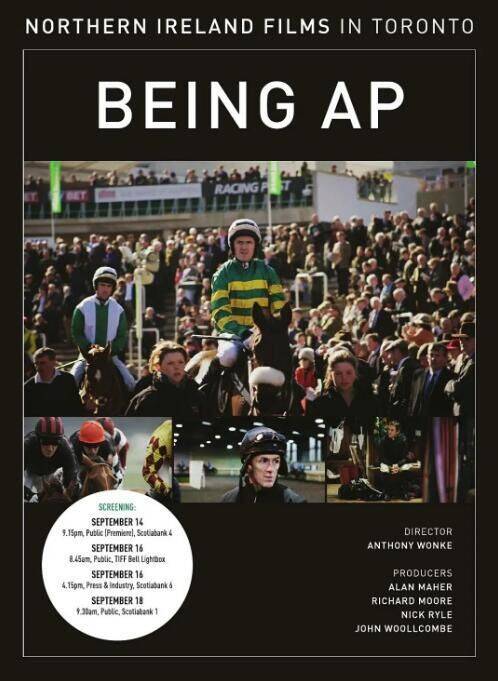 NORTHERN IRELAND FILMS IN TORONTO
BEING AP
BET
RACING POST
SCREENING:
SEPTEMBER 14
9.15pm, Public (Premiere), Scotiabank 4
SEPTEMBER 16
8.45am, Public, TIFF Bell Lightbox
SEPTEMBER 16
4.15pm, Press & Industry, Scotiabank 6
SEPTEMBER 18
9.30am, Public, Scotiabank 1
DIRECTOR
ANTHONY WONKE
PRODUCERS
ALAN MAHER
RICHARD MOORE
NICK RYLE
JOHN WOOLLCOMBE